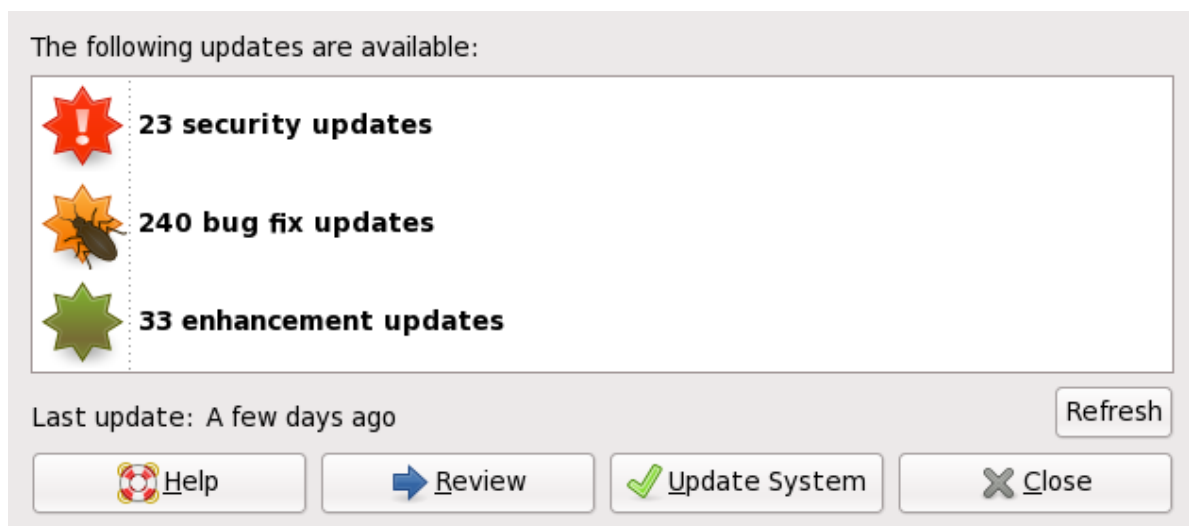 The following updates are available:
23 security updates
240 bug fix updates
33 enhancement updates
Last update: A few days ago
Refresh
Help
Review
Update System
Close